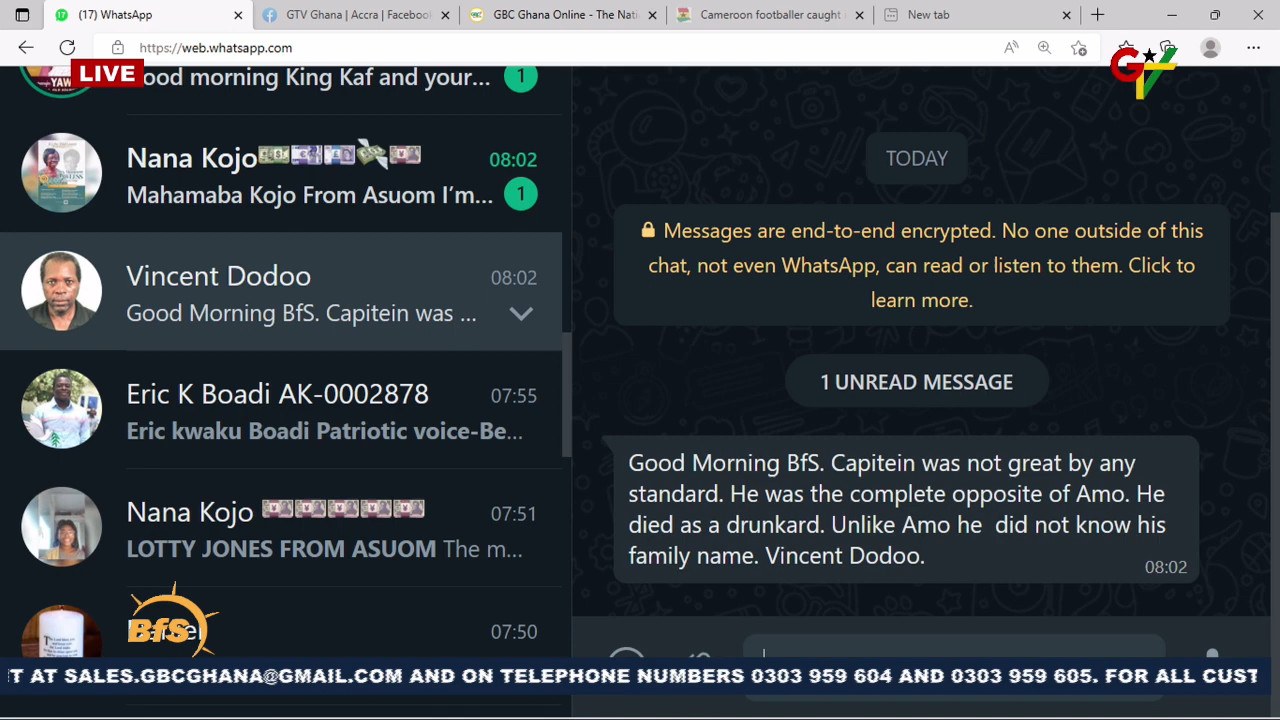 (17) WhatsApp
GTV Ghana | Accra | Facebook
GBC Ghana Online - The Nati
Cameroon footballer caught
New tab
https://web.whatsapp.com
LIVE
GTV
Good morning King Kaf and your... 1
Nana Kojo 08:02
Mahamaba Kojo From Asuom I’m... 1
Vincent Dodoo 08:02
Good Morning BfS. Capitein was ...
Eric K Boadi AK-0002878 07:55
Eric kwaku Boadi Patriotic voice-Be...
Nana Kojo 07:51
LOTTY JONES FROM ASUOM The m...
07:50
BfS
TODAY
Messages are end-to-end encrypted. No one outside of this
chat, not even WhatsApp, can read or listen to them. Click to
learn more.
1 UNREAD MESSAGE
Good Morning BfS. Capitein was not great by any
standard. He was the complete opposite of Amo. He
died as a drunkard. Unlike Amo he did not know his
family name. Vincent Dodoo.
08:02
T AT SALES.GBCGHANA@GMAIL.COM AND ON TELEPHONE NUMBERS 0303 959 604 AND 0303 959 605. FOR ALL CUST